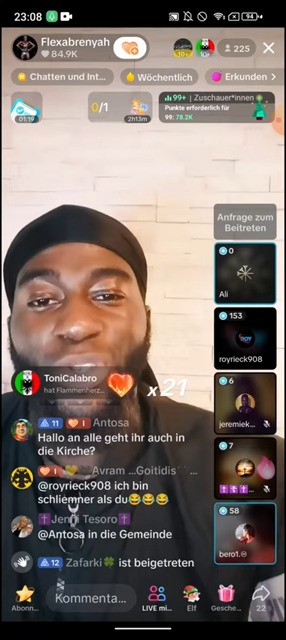 23:08
94
Flexabrenyah
84.9K
225
Chatten und Int...
Wöchentlich
Erkunden
01:19
0/1
2h13m
99+ | Zuschauer*innen
Punkte erforderlich für
99: 78.2K
Anfrage zum
Beitreten
0
Ali
153
royrieck908
6
jeremiek...
7
58
bero1.
ToniCalabro
hat Flammenherz...
x21
11 1 Antosa
Hallo an alle geht ihr auch in
die Kirche?
1 Avram ...Goitidis
@royrieck908 ich bin
schliemner als du😂😂😂
✝️Jenni Tesoro✝️
@Antosa in die Gemeinde
12 Zafarki🍀 ist beigetreten
Kommenta...
Abonn...
LIVE mi...
Elf
Gesche...
22